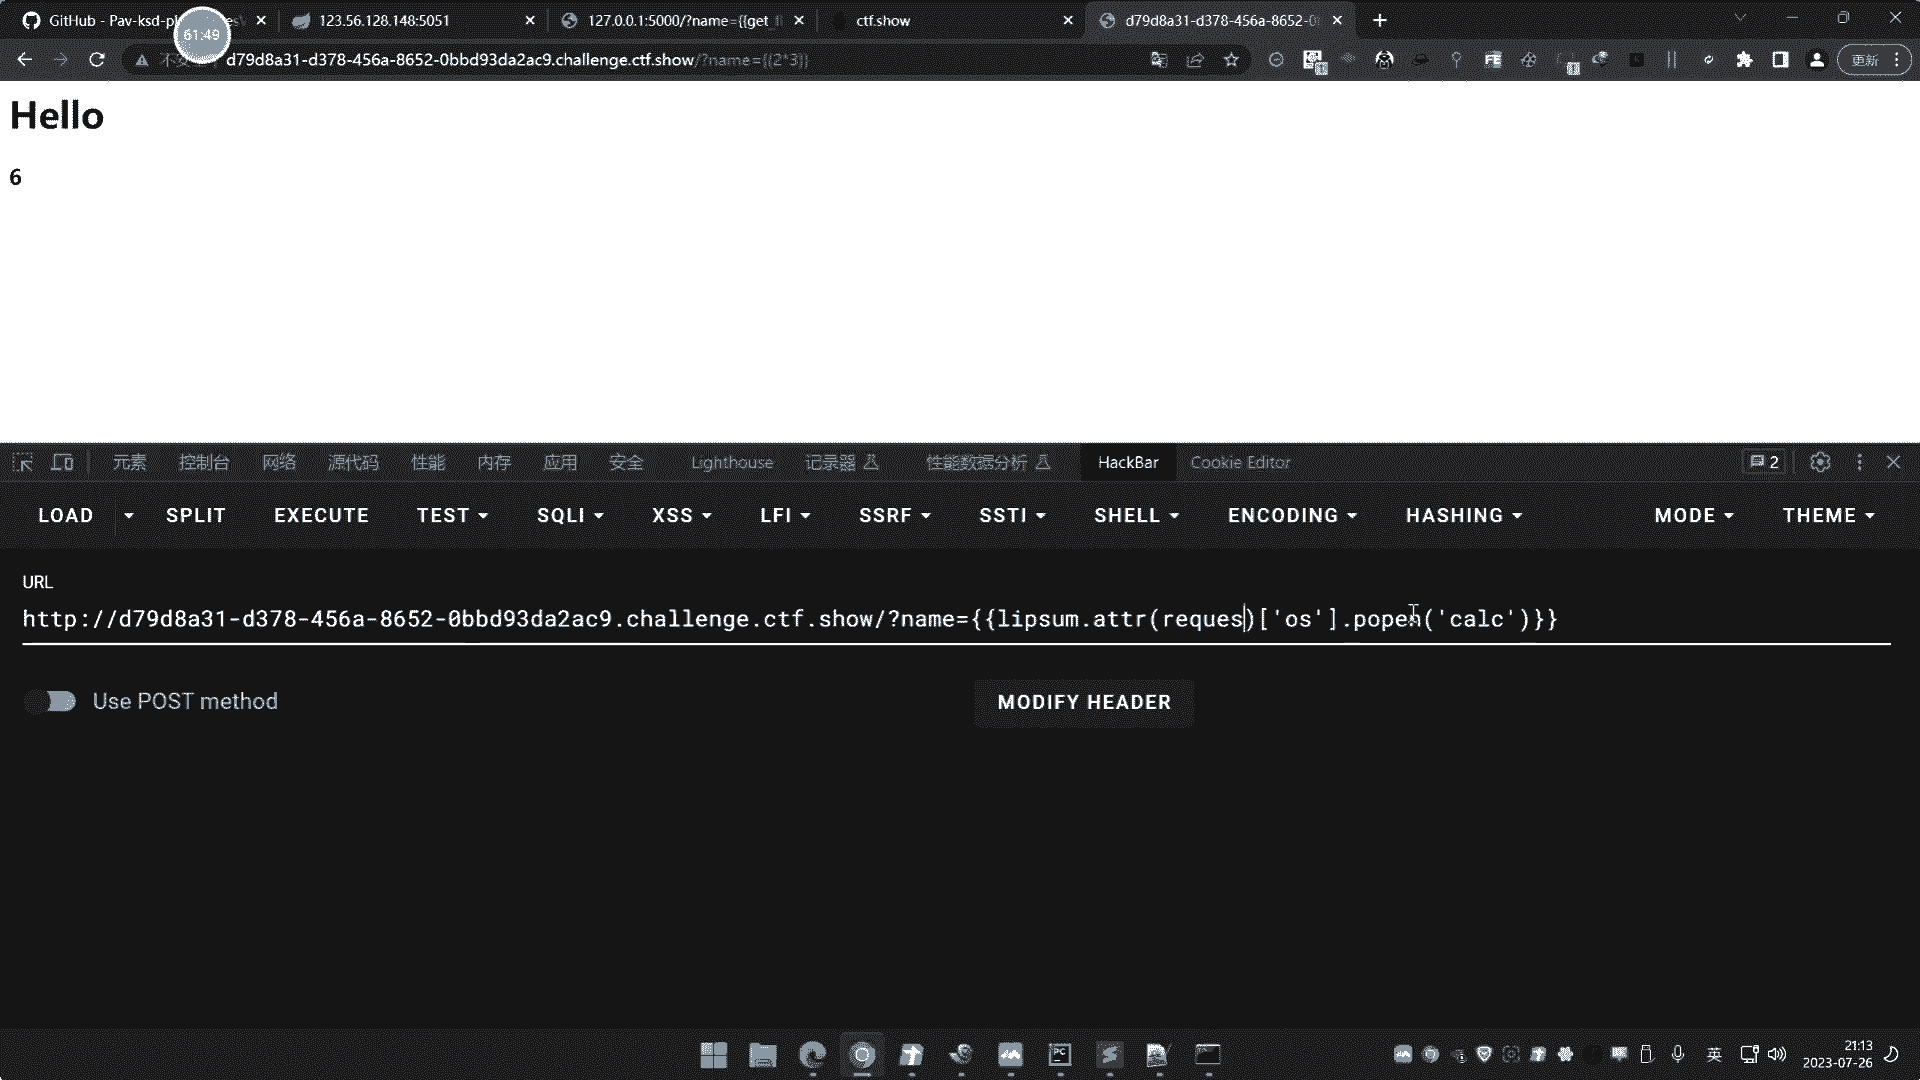 GitHub - Pav-ksd-pl
61:49
123.56.128.148:5051
127.0.0.1:5000/?name={{get_fl
ctf.show
d79d8a31-d378-456a-8652-0
d79d8a31-d378-456a-8652-0bbd93da2ac9.challenge.ctf.show/?name={{2*3}}
更新
Hello
6
元素 控制台 网络 源代码 性能 内存 应用 安全 Lighthouse 记录器 性能数据分析 HackBar Cookie Editor 2
LOAD SPLIT EXECUTE TEST SQLI XSS LFI SSRF SSTI SHELL ENCODING HASHING MODE THEME
URL
http://d79d8a31-d378-456a-8652-0bbd93da2ac9.challenge.ctf.show/?name={{lipsum.attr(reques)['os'].popen('calc')}}
Use POST method
MODIFY HEADER
英
21:13
2023-07-26